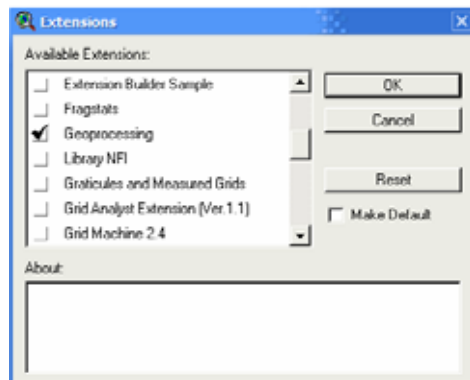 Extensions
Available Extensions:
Extension Builder Sample
Fragstats
Geoprocessing
Library NFI
Graticules and Measured Grids
Grid Analyst Extension (Ver.1.1)
Grid Machine 2.4
OK
Cancel
Reset
Make Default
About: